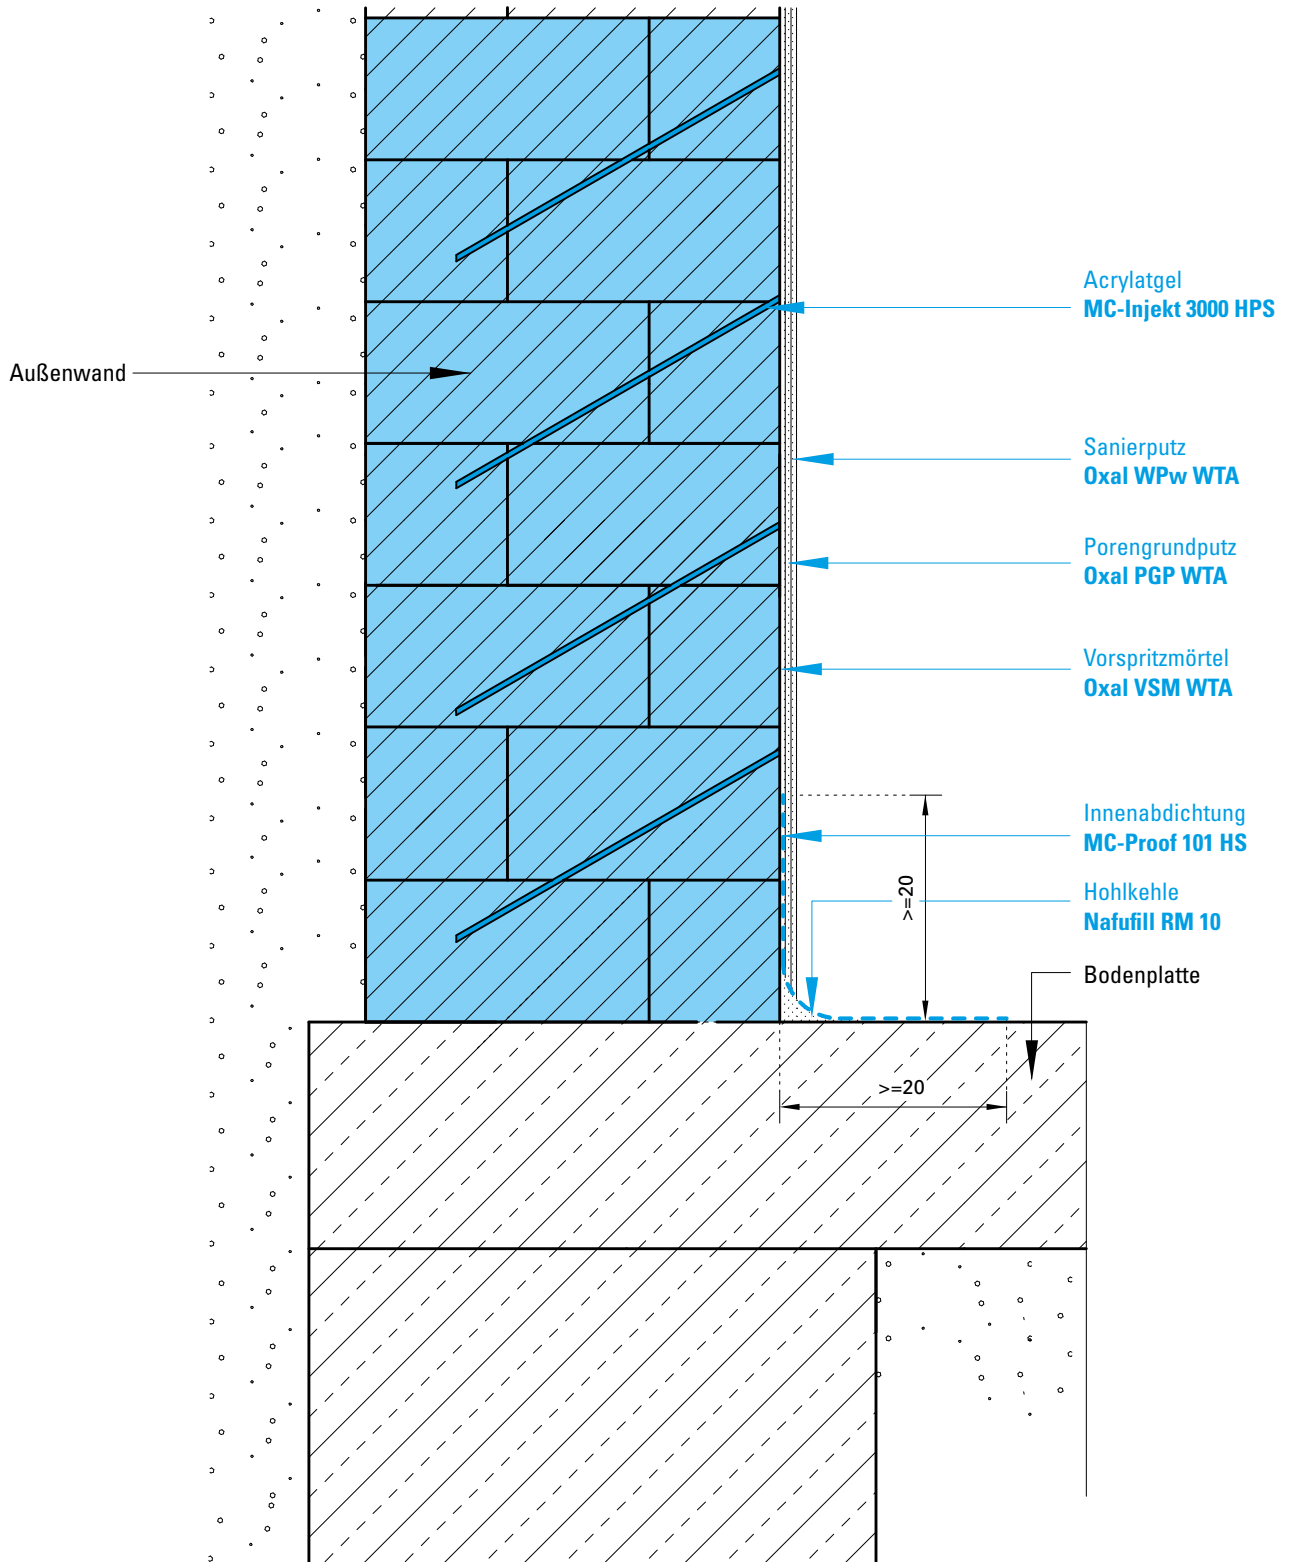 Acrylatgel
MC-Injekt 3000 HPS
Außenwand
Sanierputz
Oxal WPw WTA
Porengrundputz
Oxal PGP WTA
Vorspritzmörtel
Oxal VSM WTA
Innenabdichtung
MC-Proof 101 HS
>=20
Hohlkehle
Nafufill RM 10
Bodenplatte
>=20